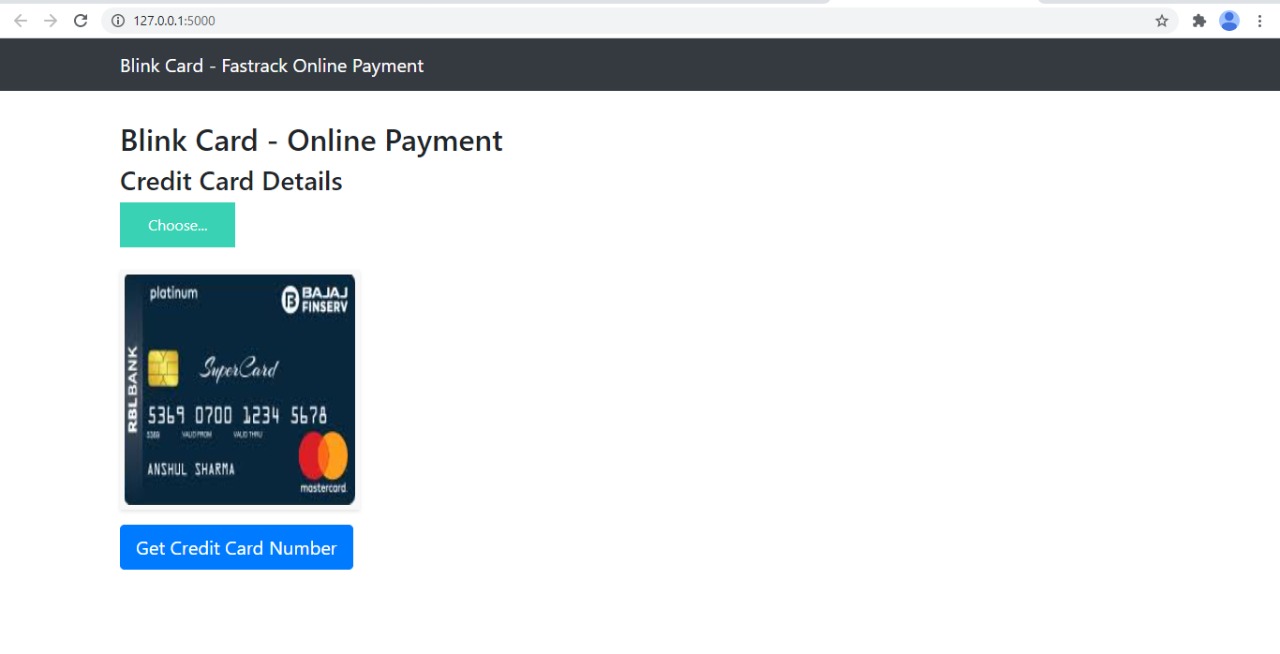 127.0.0.1:5000
Blink Card - Fastrack Online Payment
Blink Card - Online Payment
Credit Card Details
Choose...
platinum
BAJAJ
FINSERV
RBLBANK
SuperCard
5369 0700 1234 5678
5369 VALID FROM VALID THRU
ANSHUL SHARMA
mastercard.
Get Credit Card Number